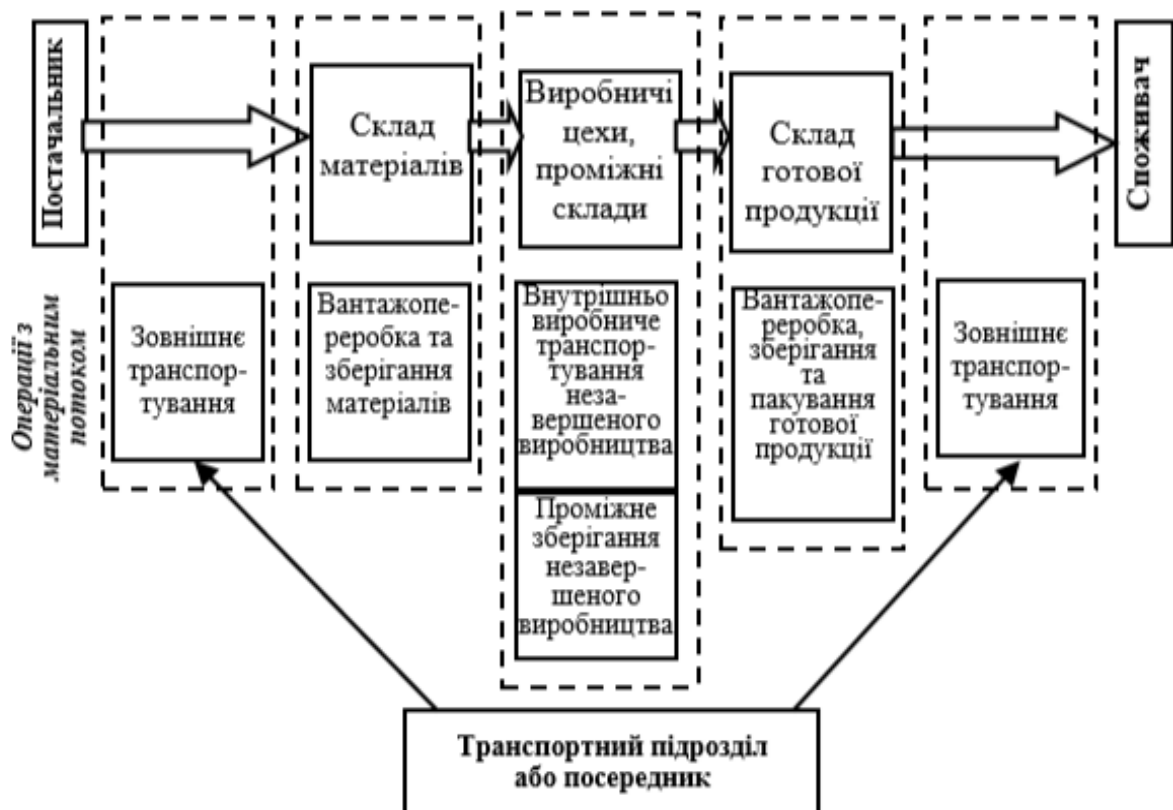 Постачальник
Склад
матеріалів
Виробничі
цехи,
проміжні
склади
Склад
готової
продукції
Споживач
Операції з
матеріальним
потоком
Зовнішнє
транспор-
тування
Вантажопе-
реробка та
зберігання
матеріалів
Внутрішньо
виробниче
транспор-
тування
неза-
вершеного
виробництва
Проміжне
зберігання
незавер-
шеного
виробництва
Вантажопе-
реробка,
зберігання
та
пакування
готової
продукції
Зовнішнє
транспор-
тування
Транспортний підрозділ
або посередник